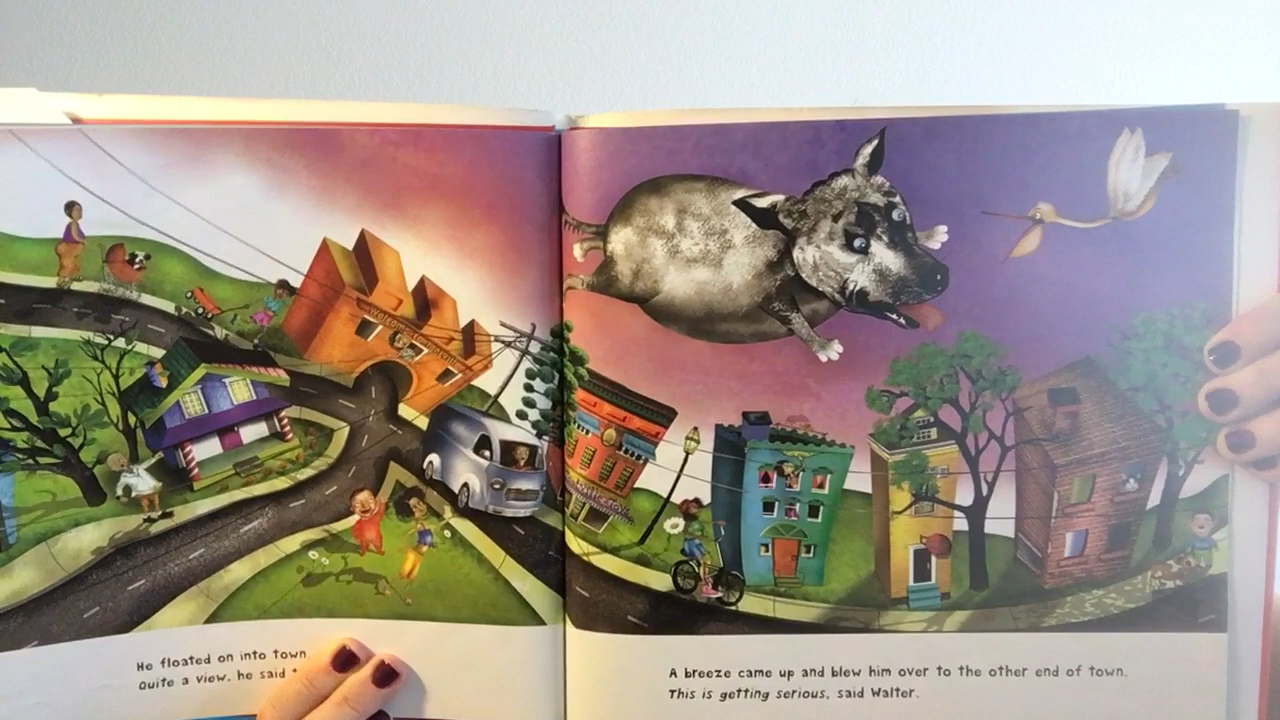 He floated on into town.
Quite a view, he said
A breeze came up and blew him over to the other end of town.
This is getting serious, said Walter.